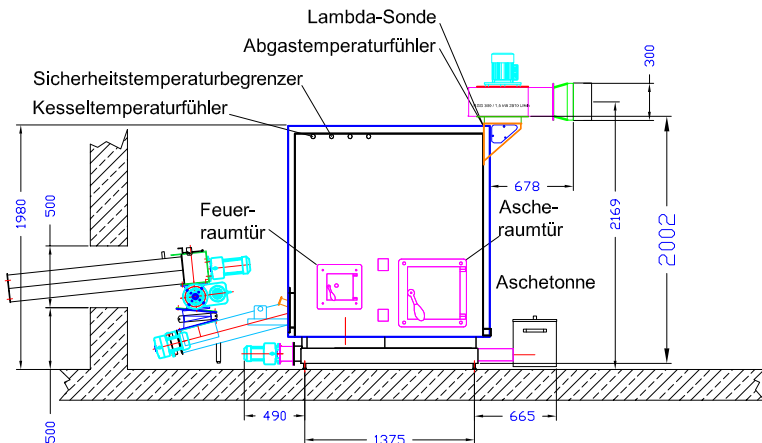 Lambda-Sonde
Abgastemperaturfühler
Sicherheitstemperaturbegrenzer
Kesseltemperaturfühler
300
678
1980
500
2169
2002
Feuer-
raumtür
Asche-
raumtür
Aschetonne
500
490
1375
665